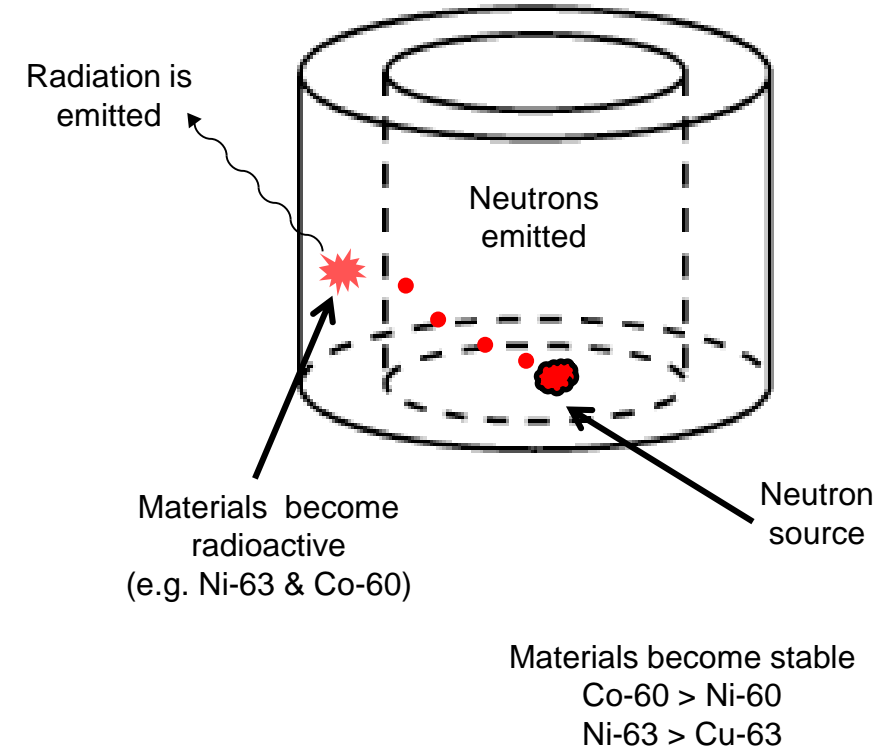 Radiation is
emitted
Neutrons
emitted
Neutron
source
Materials become
radioactive
(e.g. Ni-63 & Co-60)
Materials become stable
Co-60 > Ni-60
Ni-63 > Cu-63